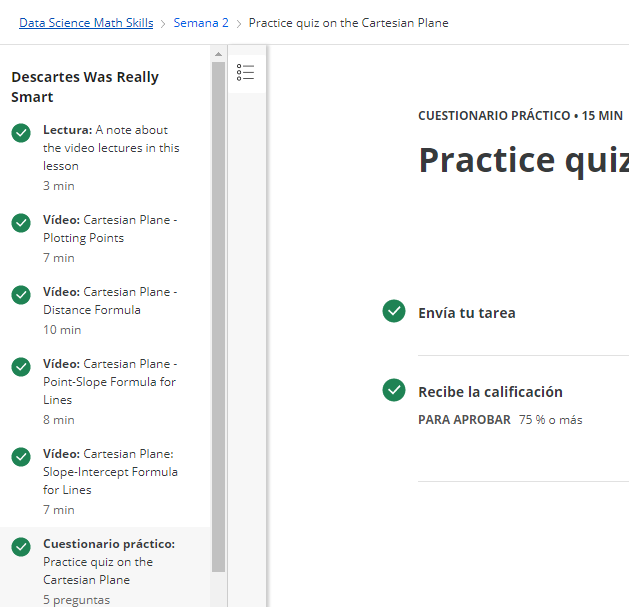 Data Science Math Skills > Semana 2 > Practice quiz on the Cartesian Plane
Descartes Was Really
Smart
Lectura: A note about
the video lectures in this
lesson
3 min
Vídeo: Cartesian Plane -
Plotting Points
7 min
Vídeo: Cartesian Plane -
Distance Formula
10 min
Vídeo: Cartesian Plane -
Point-Slope Formula for
Lines
8 min
Vídeo: Cartesian Plane:
Slope-Intercept Formula
for Lines
7 min
Cuestionario práctico:
Practice quiz on the
Cartesian Plane
5 preguntas
CUESTIONARIO PRÁCTICO • 15 MIN
Practice quiz
Envía tu tarea
Recibe la calificación
PARA APROBAR 75 % o más